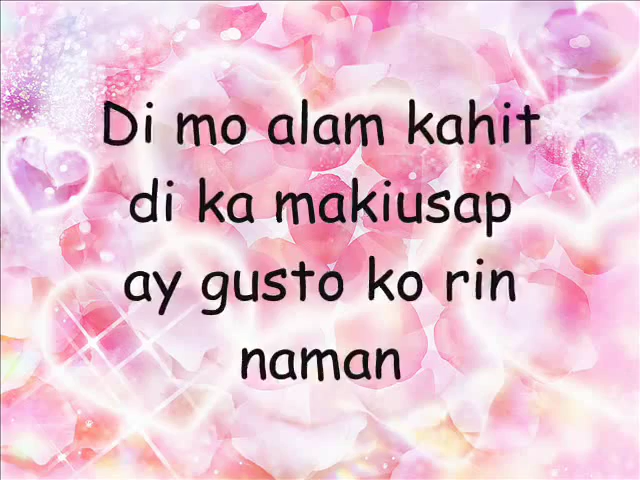 Di mo alam kahit
di ka makiusap
ay gusto ko rin
naman